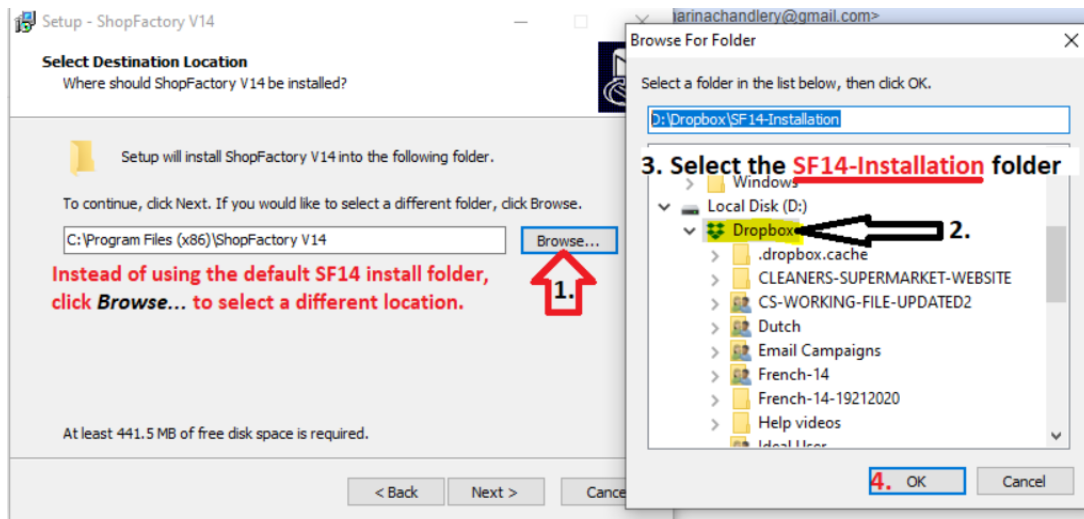 Setup - ShopFactory V14
Select Destination Location
Where should ShopFactory V14 be installed?
Setup will install ShopFactory V14 into the following folder.
To continue, click Next. If you would like to select a different folder, click Browse.
C:\Program Files (x86)\ShopFactory V14
Browse...
Instead of using the default SF14 install folder,
click Browse... to select a different location.
1.
At least 441.5 MB of free disk space is required.
< Back
Next >
Cance
arinachandlery@gmail.com>
Browse For Folder
Select a folder in the list below, then click OK.
D:\Dropbox\SF14-Installation
3. Select the SF14-Installation folder
Windows
Local Disk (D:)
Dropbox
2.
.dropbox.cache
CLEANERS-SUPERMARKET-WEBSITE
CS-WORKING-FILE-UPDATED2
Dutch
Email Campaigns
French-14
French-14-19212020
Help videos
Ideal User
4.
OK
Cancel